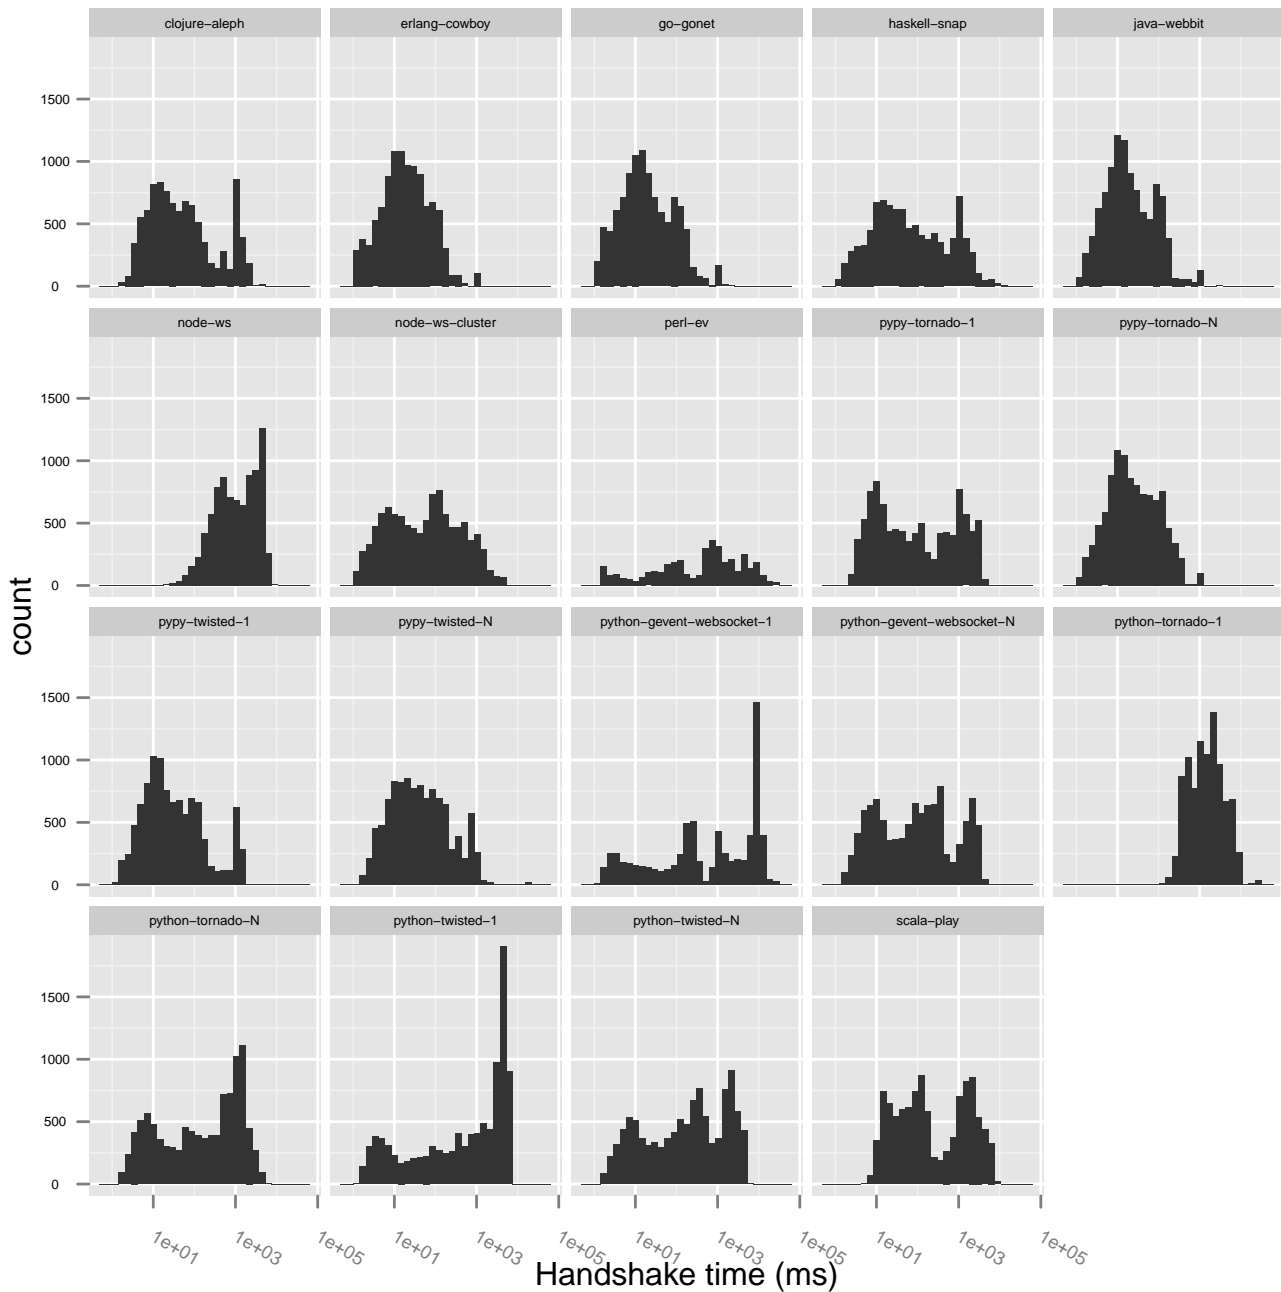 clojure−aleph
erlang−cowboy
go−gonet
haskell−snap
java−webbit
1500
1000
500
0
node−ws
node−ws−cluster
perl−ev
pypy−tornado−1
pypy−tornado−N
1500
1000
500
0
pypy−twisted−1
pypy−twisted−N
python−gevent−websocket−1
python−gevent−websocket−N
python−tornado−1
1500
1000
500
0
python−tornado−N
python−twisted−1
python−twisted−N
scala−play
1500
1000
500
0
count
1e+01
1e+03
1e+05
1e+01
1e+03
1e+05
1e+01
1e+03
1e+05
1e+01
1e+03
1e+05
Handshake time (ms)